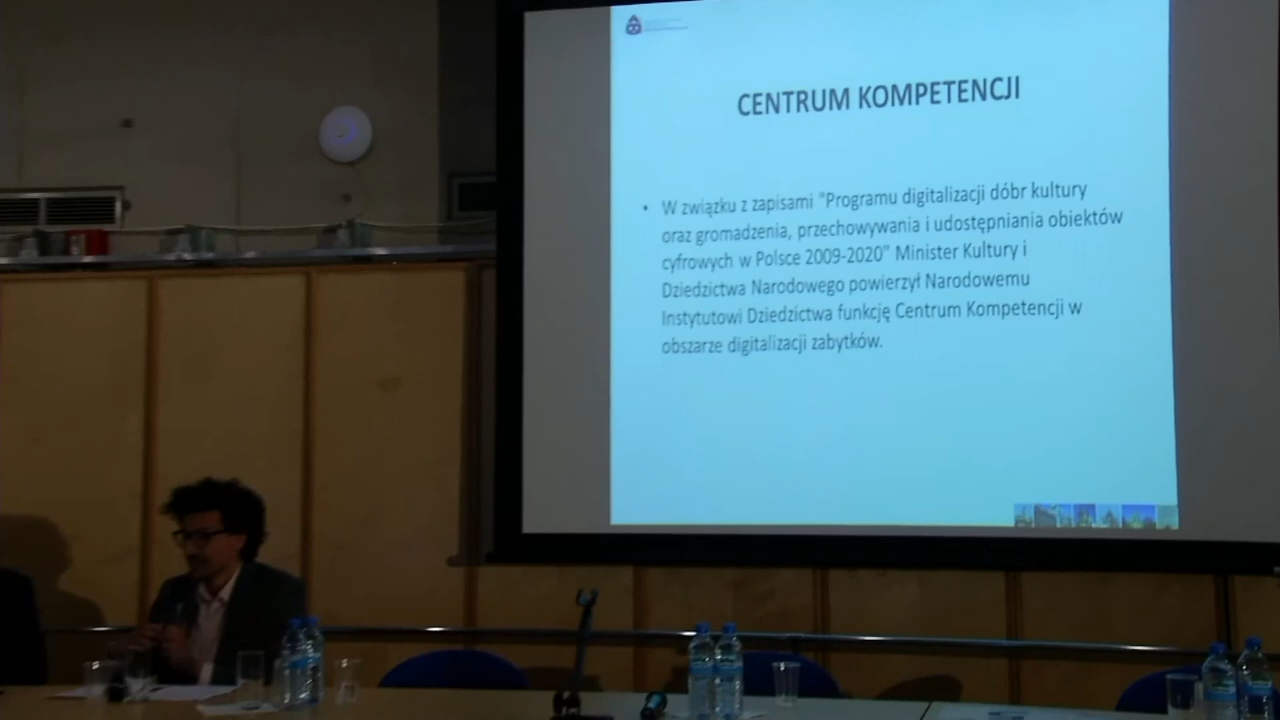 CENTRUM KOMPETENCJI
• W związku z zapisami "Programu digitalizacji dóbr kultury
oraz gromadzenia, przechowywania i udostępniania obiektów
cyfrowych w Polsce 2009-2020" Minister Kultury i
Dziedzictwa Narodowego powierzył Narodowemu
Instytutowi Dziedzictwa funkcję Centrum Kompetencji w
obszarze digitalizacji zabytków.